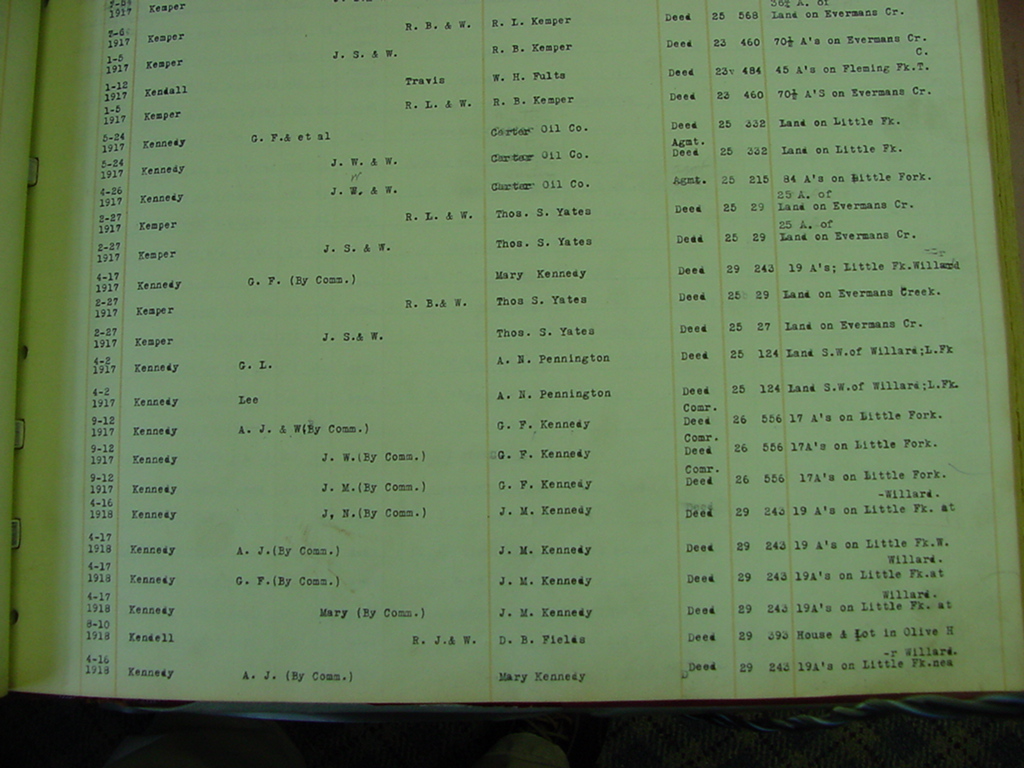 1917 Kemper
36½ A. of
R. B. & W. R. L. Kemper Deed 25 568 Land on Evermans Cr.
1917 Kemper J. S. & W. R. B. Kemper Deed 23 460 70½ A's on Evermans Cr.
C.
1-5
1917 Kemper
Travis W. H. Fults Deed 23 484 45 A's on Fleming Fk.T.
1-12
1917 Kendall
R. L. & W. R. B. Kemper Deed 23 460 70½ A'S on Evermans Cr.
1-5
1917 Kemper
5-24
1917 Kennedy G. F.& et al Carter Oil Co. Deed 25 332 Land on Little Fk.
Agmt.
5-24
1917 Kennedy J. W. & W. Carter Oil Co. Deed 25 332 Land on Little Fk.
4-26
1917 Kennedy J. W. & W. Carter Oil Co. Agmt. 25 215 84 A's on Little Fork.
25 A. of
2-27
1917 Kemper R. L. & W. Thos. S. Yates Deed 25 29 Land on Evermans Cr.
25 A. of
2-27
1917 Kemper J. S. & W. Thos. S. Yates Deed 25 29 Land on Evermans Cr.
4-17
1917 Kennedy G. F. (By Comm.) Mary Kennedy Deed 29 243 19 A's; Little Fk.Willard
2-27
1917 Kemper R. B.& W. Thos S. Yates Deed 25 29 Land on Evermans Creek.
2-27
1917 Kemper J. S.& W. Thos. S. Yates Deed 25 27 Land on Evermans Cr.
4-2
1917 Kennedy G. L. A. N. Pennington Deed 25 124 Land S.W.of Willard;L.Fk
4-2
1917 Kennedy Lee A. N. Pennington Deed 25 124 Land S.W.of Willard;L.Fk.
Comr.
9-12
1917 Kennedy A. J. & W(By Comm.) G. F. Kennedy Deed 26 556 17 A's on Little Fork.
Comr.
9-12
1917 Kennedy J. W.(By Comm.) G. F. Kennedy Deed 26 556 17A's on Little Fork.
Comr.
9-12
1917 Kennedy J. M.(By Comm.) G. F. Kennedy Deed 26 556 17A's on Little Fork.
-Willard.
4-16
1918 Kennedy J, N.(By Comm.) J. M. Kennedy Deed 29 243 19 A's on Little Fk. at
4-17
1918 Kennedy A. J.(By Comm.) J. M. Kennedy Deed 29 243 19 A's on Little Fk.W.
Willard.
4-17
1918 Kennedy G. F.(By Comm.) J. M. Kennedy Deed 29 243 19A's on Little Fk.at
Willard.
4-17
1918 Kennedy Mary (By Comm.) J. M. Kennedy Deed 29 243 19A's on Little Fk. at
8-10
1918 Kendell R. J.& W. D. B. Fields Deed 29 393 House & Lot in Olive H
-r Willard.
4-16
1918 Kennedy A. J. (By Comm.) Mary Kennedy Deed 29 243 19A's on Little Fk.nea